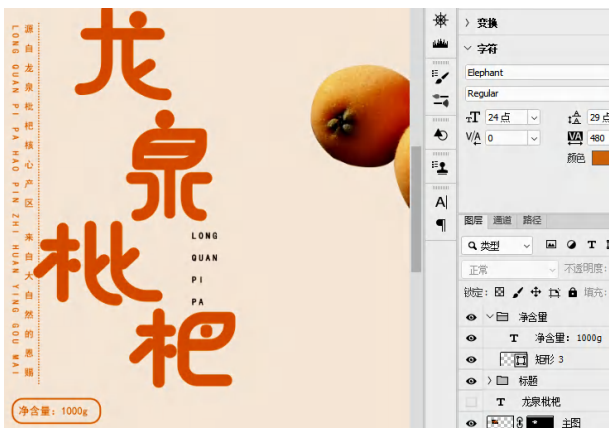 源自龙泉枇杷核心产区 来自大自然的恩赐
LONG QUAN PI PA HAO PIN ZHI HUAN YING GOU MAI
龙
泉
枇
杷
LONG
QUAN
PI
PA
净含量：1000g
变换
字符
Elephant
Regular
24 点
29 点
0
480
颜色
图层 通道 路径
类型
正常
不透明度：
锁定：
填充：
净含量
净含量：1000g
矩形 3
标题
龙泉枇杷
主图